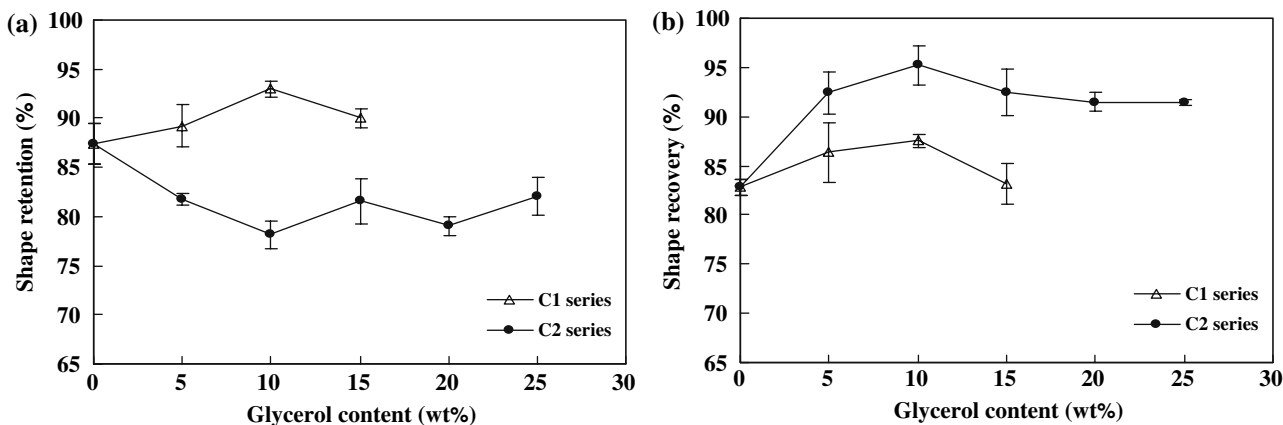 (a)
Shape retention (%)
100
95
90
85
80
75
70
65
0 5 10 15 20 25 30
Glycerol content (wt%)
C1 series
C2 series
(b)
Shape recovery (%)
100
95
90
85
80
75
70
65
0 5 10 15 20 25 30
Glycerol content (wt%)
C1 series
C2 series